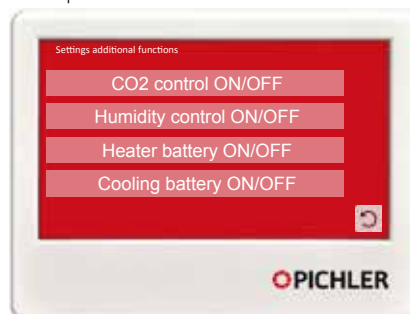 Settings additional functions
CO2 control ON/OFF
Humidity control ON/OFF
Heater battery ON/OFF
Cooling battery ON/OFF
PICHLER